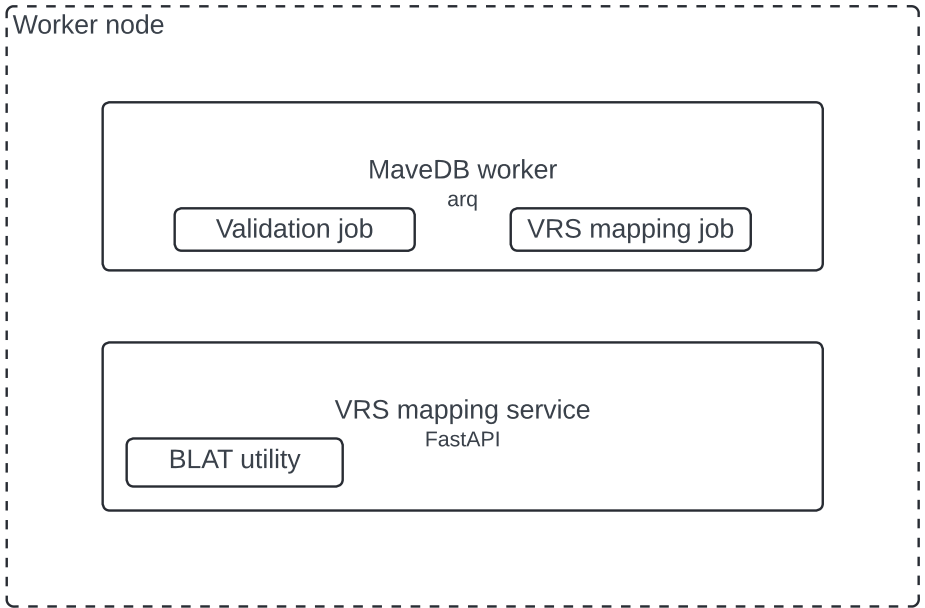 Worker node
MaveDB worker
arq
Validation job
VRS mapping job
VRS mapping service
FastAPI
BLAT utility